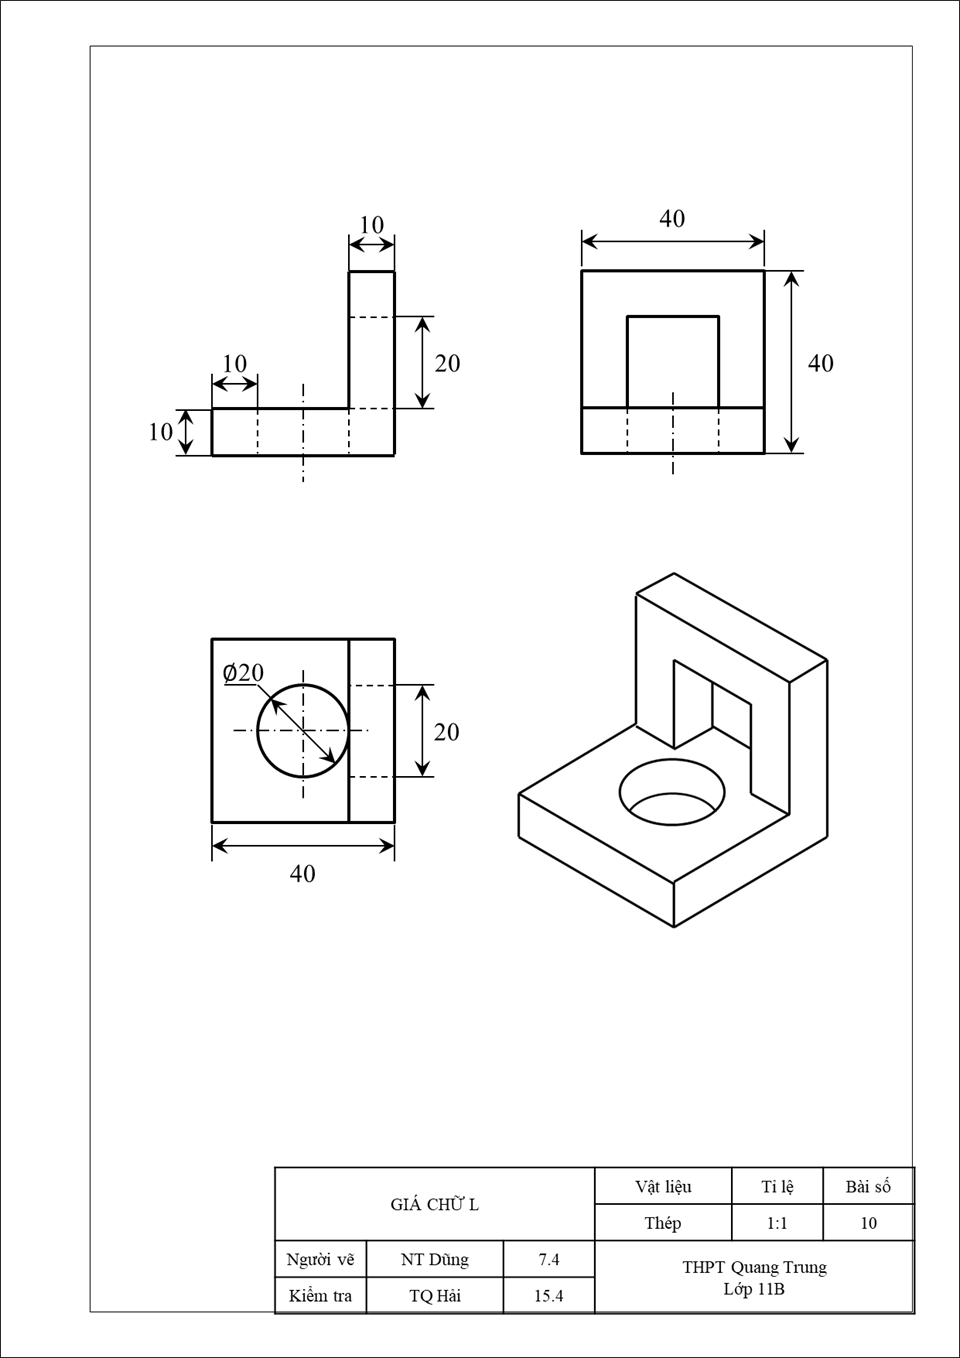 10
40
10
20
40
10
Ø20
20
40
GIÁ CHỮ L
Vật liệu
Tỉ lệ
Bài số
Thép
1:1
10
Người vẽ
NT Dũng
7.4
THPT Quang Trung
Lớp 11B
Kiểm tra
TQ Hải
15.4